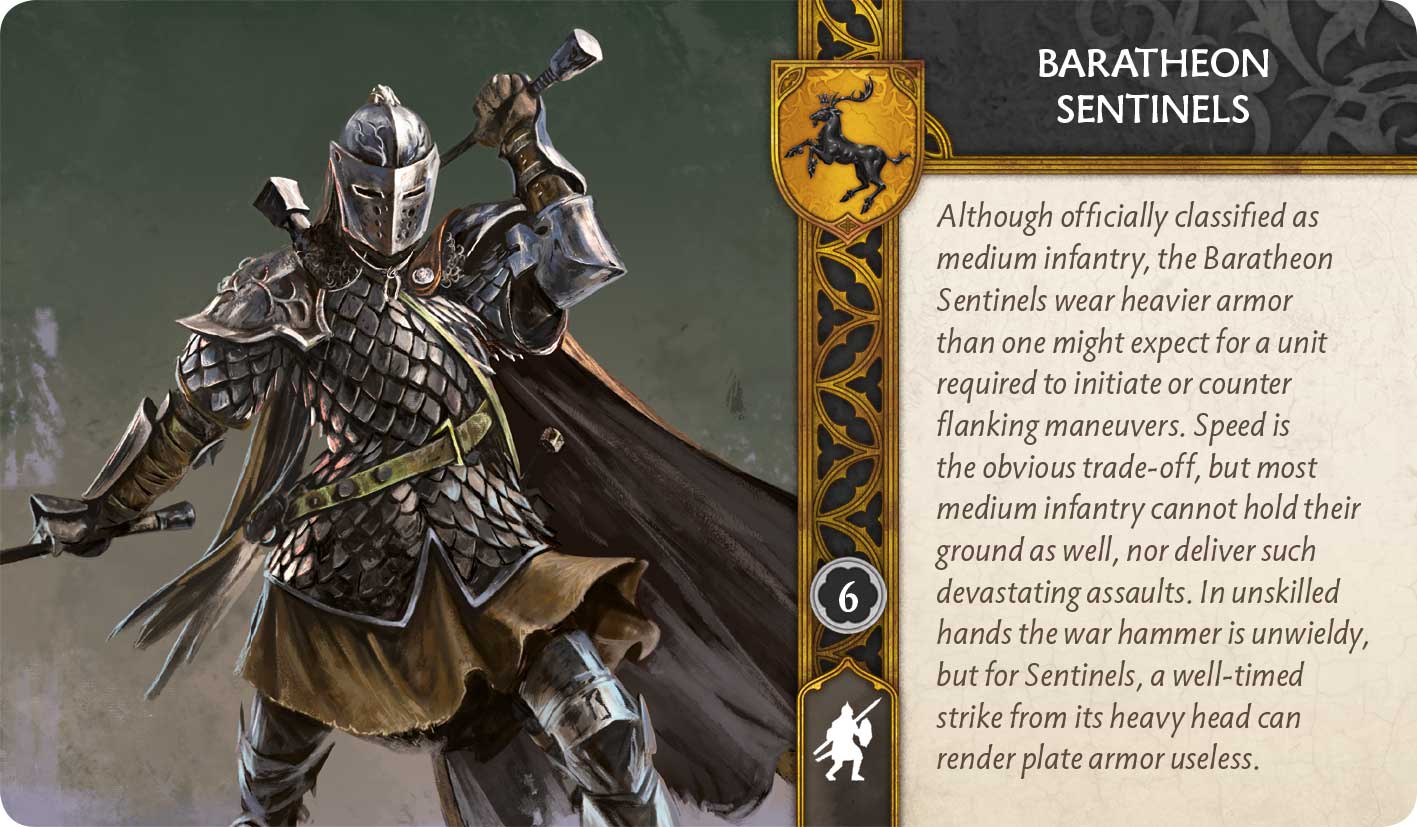 BARATHEON
SENTINELS
Although officially classified as
medium infantry, the Baratheon
Sentinels wear heavier armor
than one might expect for a unit
required to initiate or counter
flanking maneuvers. Speed is
the obvious trade-off, but most
medium infantry cannot hold their
ground as well, nor deliver such
devastating assaults. In unskilled
hands the war hammer is unwieldy,
but for Sentinels, a well-timed
strike from its heavy head can
render plate armor useless.
6